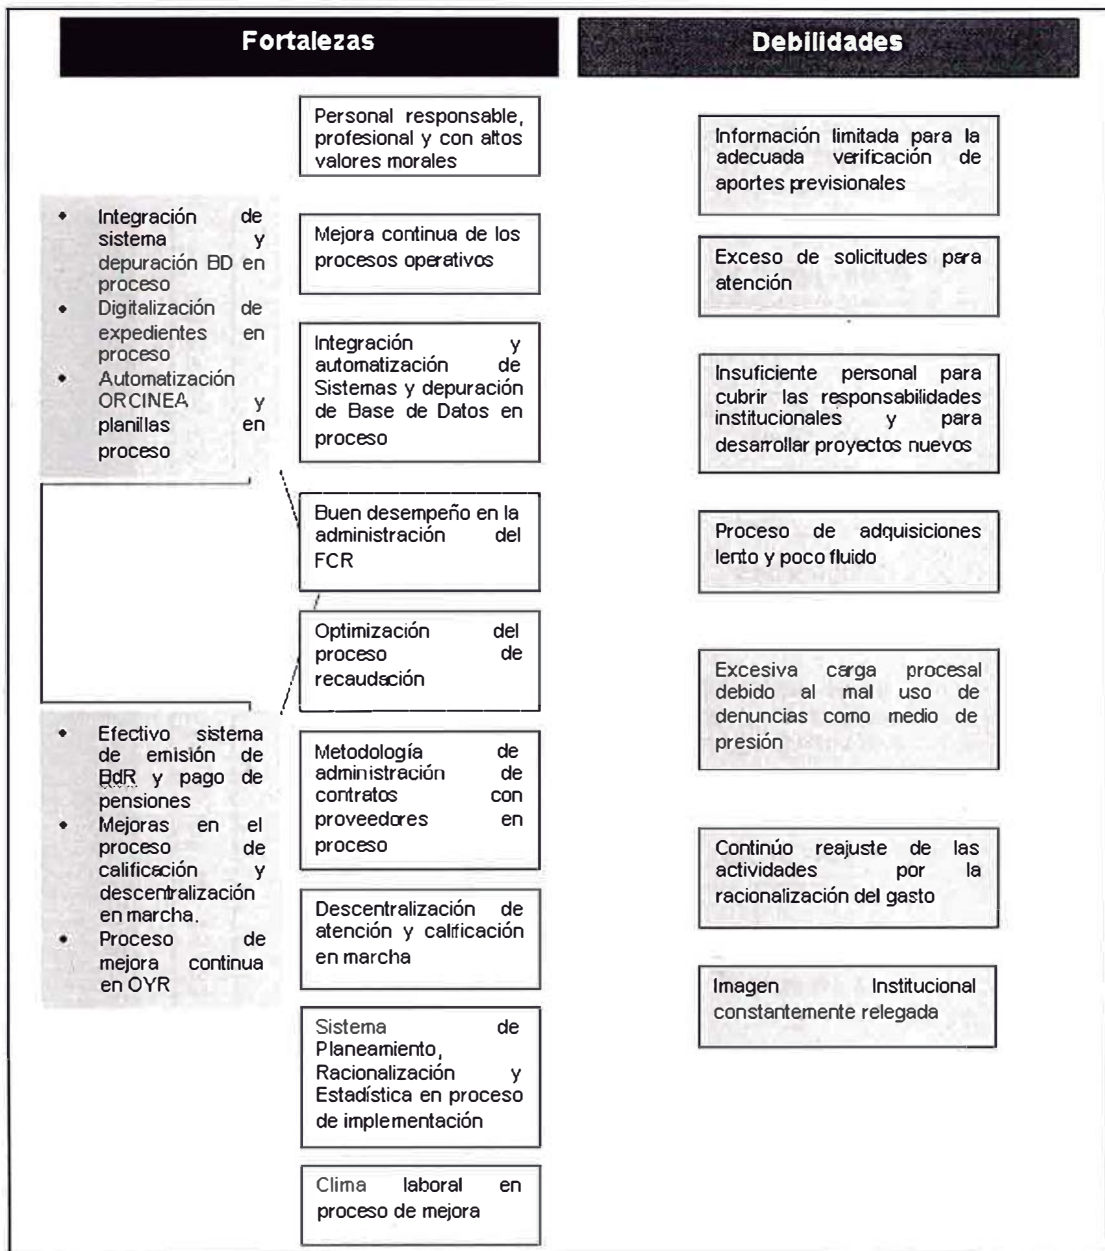 Fortalezas
Debilidades
Personal responsable,
profesional y con altos
valores morales
• Integración de
sistema y
depuración BD en
proceso
• Digitalización de
expedientes en
proceso
• Automatización
ORCINEA y
planillas en
proceso
Mejora continua de los
procesos operativos
Integración y
automatización de
Sistemas y depuración
de Base de Datos en
proceso
Buen desempeño en la
administración del
FCR
Optimización del
proceso de
recaudación
• Efectivo sistema
de emisión de
BdR y pago de
pensiones
• Mejoras en el
proceso de
calificación y
descentralización
en marcha.
• Proceso de
mejora continua
en OYR
Metodología de
administración de
contratos con
proveedores en
proceso
Descentralización de
atención y calificación
en marcha
Sistema de
Planeamiento,
Racionalización y
Estadística en proceso
de implementación
Clima laboral en
proceso de mejora
Información limitada para la
adecuada verificación de
aportes previsionales
Exceso de solicitudes para
atención
Insuficiente personal para
cubrir las responsabilidades
institucionales y para
desarrollar proyectos nuevos
Proceso de adquisiciones
lento y poco fluido
Excesiva carga procesal
debido al mal uso de
denuncias como medio de
presión
Continúo reajuste de las
actividades por la
racionalización del gasto
Imagen Institucional
constantemente relegada